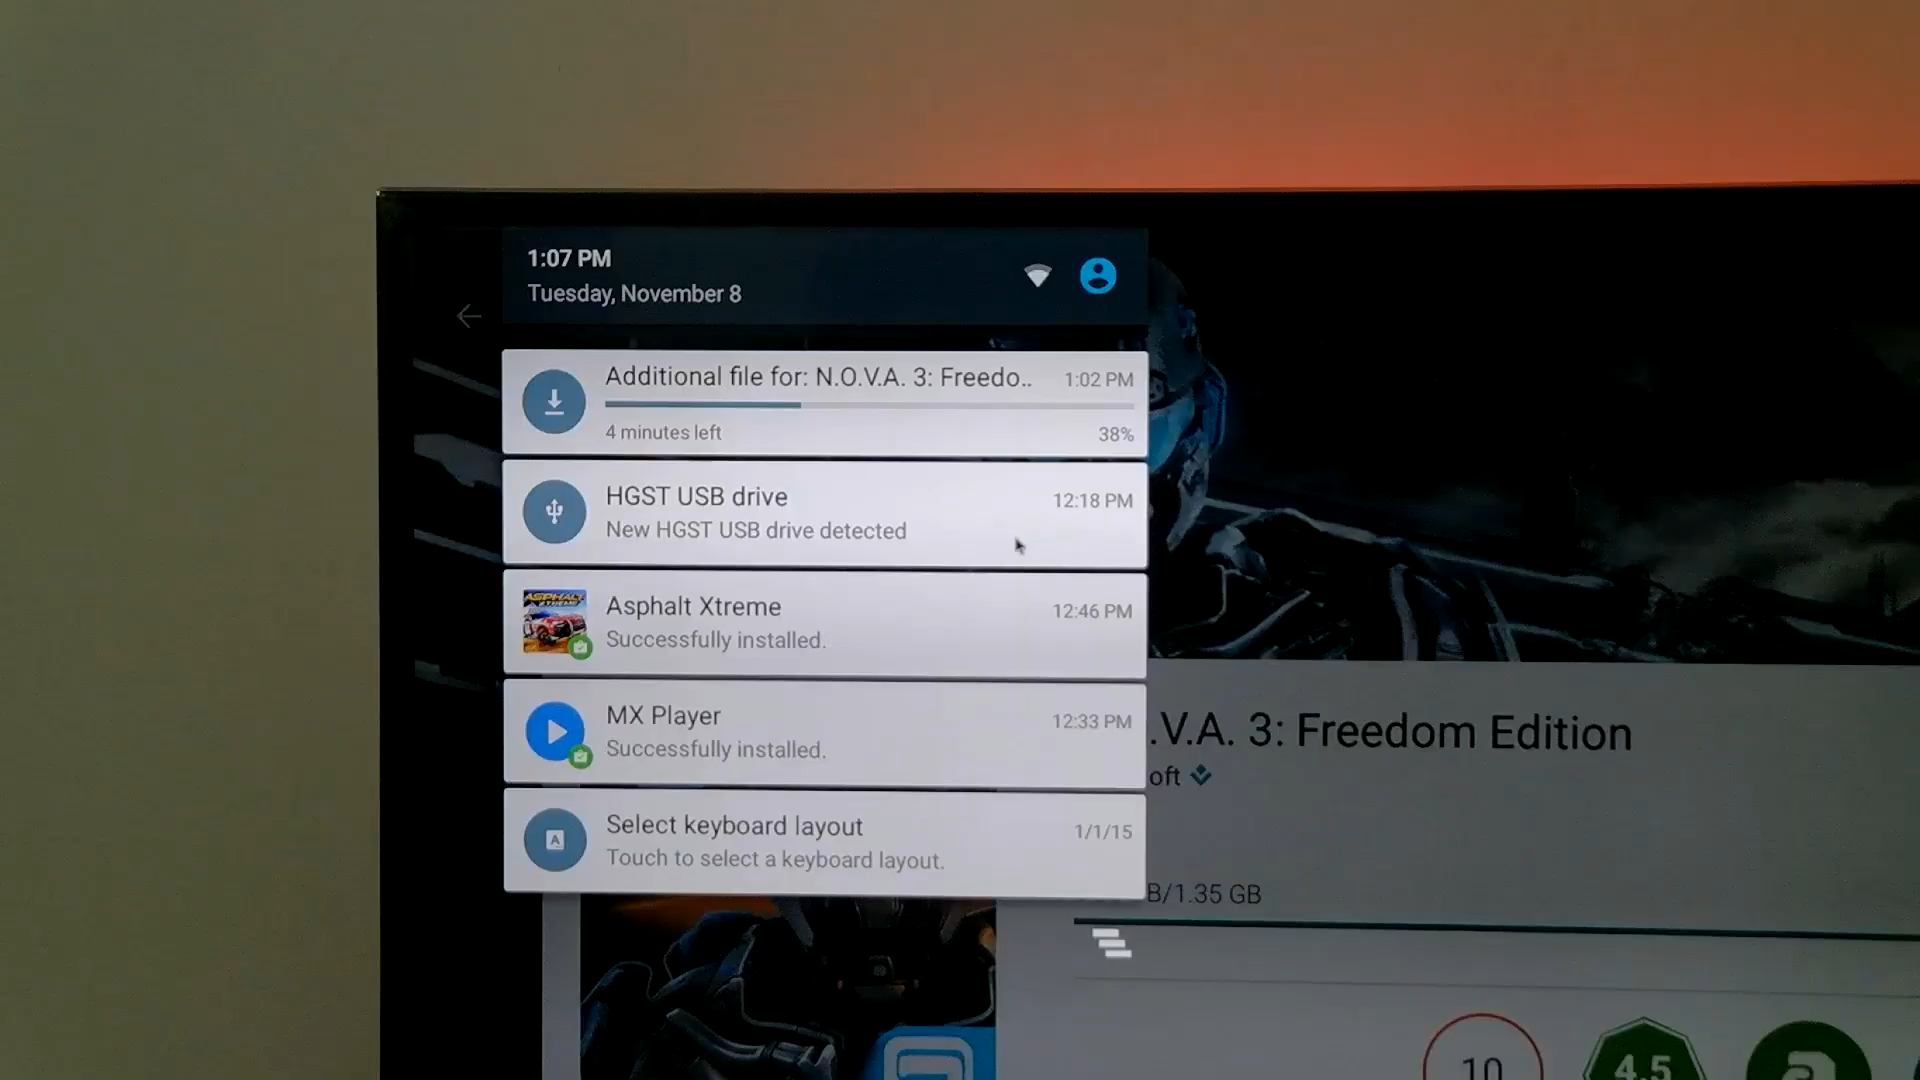 1:07 PM
Tuesday, November 8
Additional file for: N.O.V.A. 3: Freedo.. 1:02 PM
4 minutes left 38%
HGST USB drive 12:18 PM
New HGST USB drive detected
ASPHALT
XTREME
Asphalt Xtreme 12:46 PM
Successfully installed.
MX Player 12:33 PM
Successfully installed.
A
Select keyboard layout 1/1/15
Touch to select a keyboard layout.
.V.A. 3: Freedom Edition
oft
B/1.35 GB
10
4.5